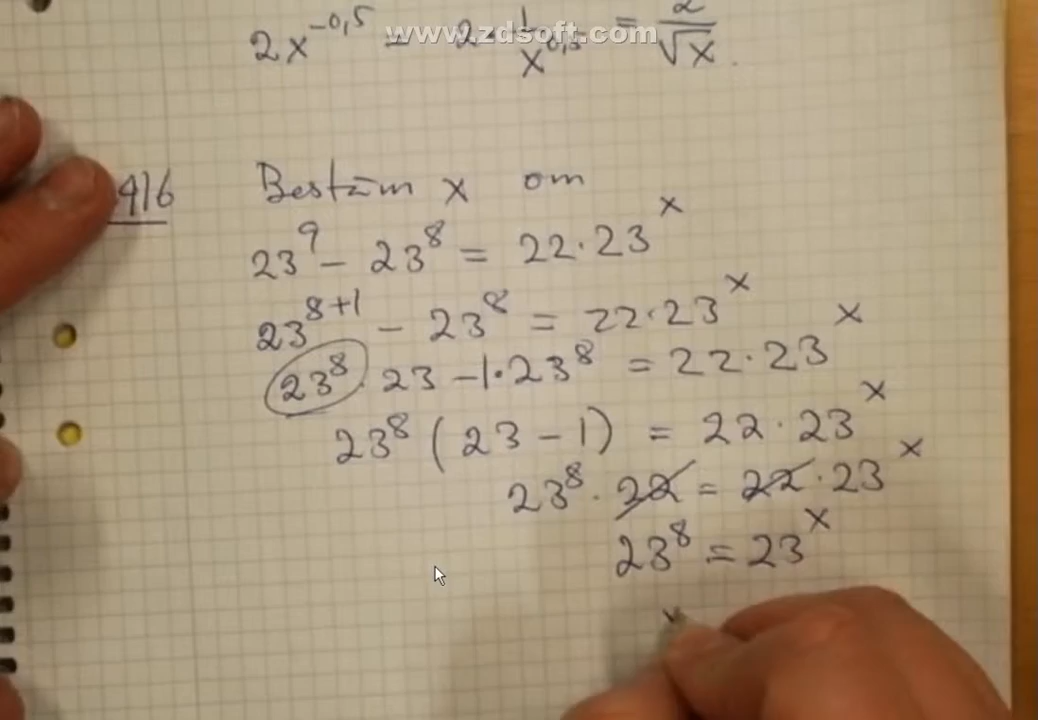 www.zdsoft.com
2x^-0,5 = 2 · 1/x^0,5 = 2/√x.
416 Bestäm x om
23^9 - 23^8 = 22·23^x
23^8+1 - 23^8 = 22·23^x
23^8 · 23 - 1·23^8 = 22·23^x
23^8 (23 - 1) = 22·23^x
23^8 · 22 = 22·23^x
23^8 = 23^x
x